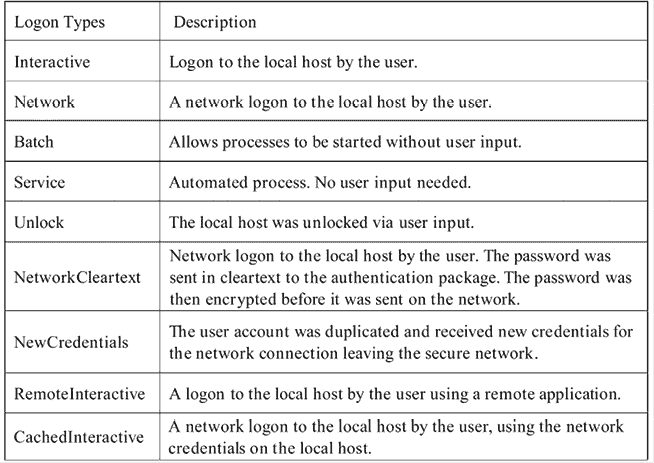 Logon Types Description
Interactive Logon to the local host by the user.
Network A network logon to the local host by the user.
Batch Allows processes to be started without user input.
Service Automated process. No user input needed.
Unlock The local host was unlocked via user input.
Network logon to the local host by the user. The password was
NetworkCleartext sent in cleartext to the authentication package. The password was
then encrypted before it was sent on the network.
NewCredentials The user account was duplicated and received new credentials for
the network connection leaving the secure network.
RemoteInteractive A logon to the local host by the user using a remote application.
CachedInteractive A network logon to the local host by the user, using the network
credentials on the local host.